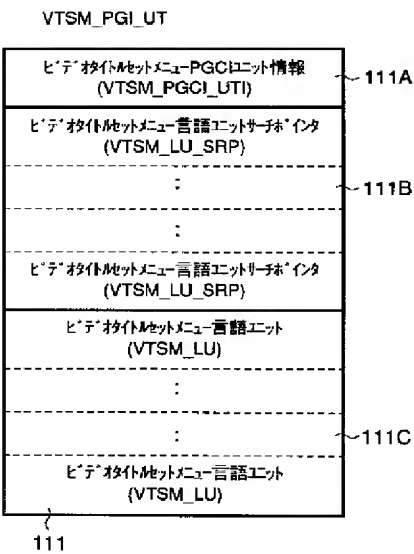 VTSM_PGI_UT
ﾋﾞﾃﾞｵﾀｲﾄﾙｾｯﾄﾒﾆｭｰPGCIﾕﾆｯﾄ情報
(VTSM_PGCI_UTI)
111A
ﾋﾞﾃﾞｵﾀｲﾄﾙｾｯﾄﾒﾆｭｰ言語ﾕﾆｯﾄｻｰﾁﾎﾟｲﾝﾀ
(VTSM_LU_SRP)
:
111B
:
ﾋﾞﾃﾞｵﾀｲﾄﾙｾｯﾄﾒﾆｭｰ言語ﾕﾆｯﾄｻｰﾁﾎﾟｲﾝﾀ
(VTSM_LU_SRP)
ﾋﾞﾃﾞｵﾀｲﾄﾙｾｯﾄﾒﾆｭｰ言語ﾕﾆｯﾄ
(VTSM_LU)
:
:
111C
ﾋﾞﾃﾞｵﾀｲﾄﾙｾｯﾄﾒﾆｭｰ言語ﾕﾆｯﾄ
(VTSM_LU)
111